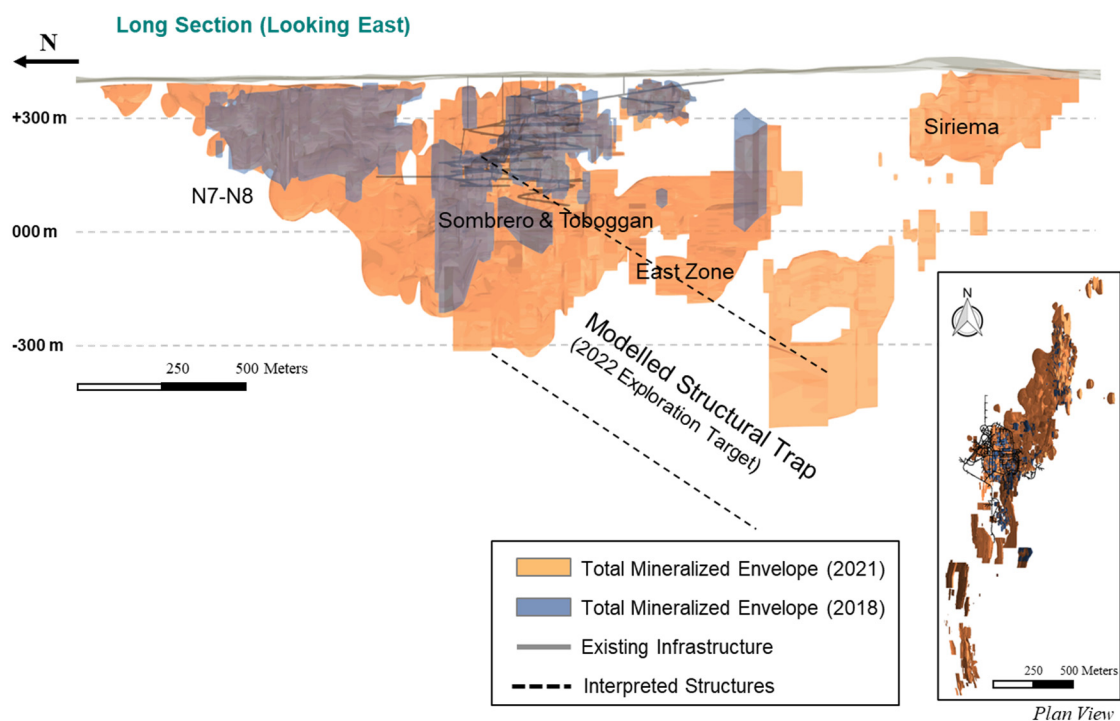 Long Section (Looking East)
N
+300 m
Siriema
N7-N8
Sombrero & Toboggan
000 m
East Zone
-300 m
Modelled Structural Trap
(2022 Exploration Target)
250 500 Meters
N
Total Mineralized Envelope (2021)
Total Mineralized Envelope (2018)
Existing Infrastructure
Interpreted Structures
250 500 Meters
Plan View